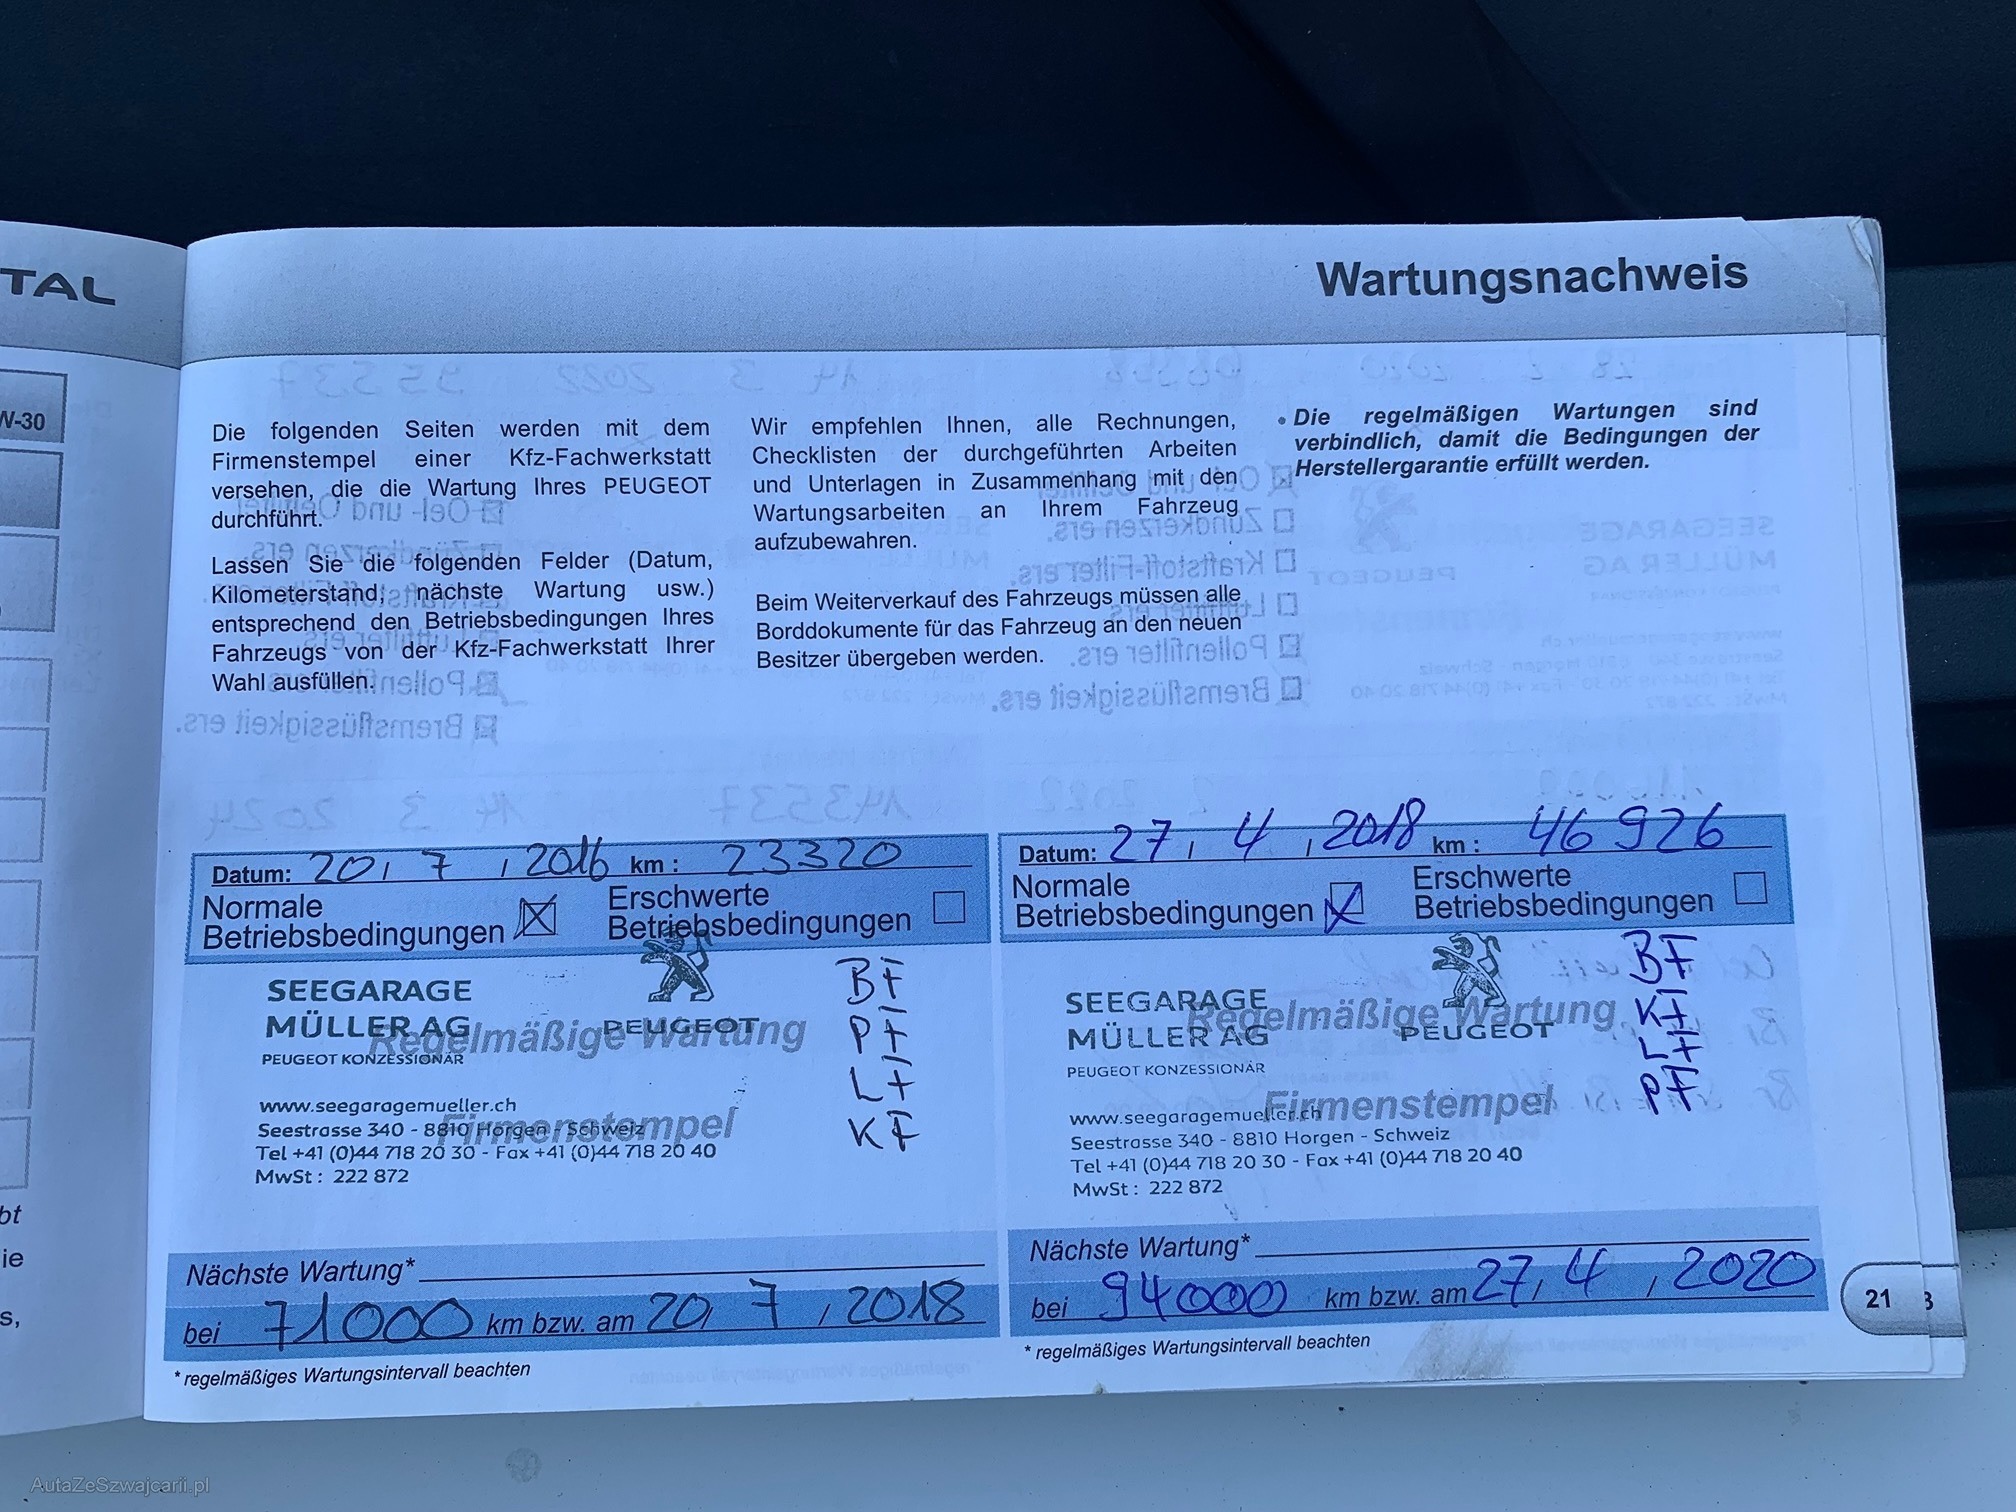 TAL
Wartungsnachweis
W-30
Die folgenden Seiten werden mit dem
Firmenstempel einer Kfz-Fachwerkstatt
versehen, die die Wartung Ihres PEUGEOT
durchführt.
Lassen Sie die folgenden Felder (Datum,
Kilometerstand, nächste Wartung usw.)
entsprechend den Betriebsbedingungen Ihres
Fahrzeugs von der Kfz-Fachwerkstatt Ihrer
Wahl ausfüllen.
Wir empfehlen Ihnen, alle Rechnungen,
Checklisten der durchgeführten Arbeiten
und Unterlagen in Zusammenhang mit den
Wartungsarbeiten an Ihrem Fahrzeug
aufzubewahren.
Beim Weiterverkauf des Fahrzeugs müssen alle
Borddokumente für das Fahrzeug an den neuen
Besitzer übergeben werden.
• Die regelmäßigen Wartungen sind
verbindlich, damit die Bedingungen der
Herstellergarantie erfüllt werden.
Datum: 20, 7, 2016 km: 23320
Normale
Betriebsbedingungen
Erschwerte
Betriebsbedingungen
SEEGARAGE
MÜLLER AG
PEUGEOT KONZESSIONÄR
PEUGEOT
Regelmäßige Wartung
Firmenstempel
www.seegaragemueller.ch
Seestrasse 340 - 8810 Horgen - Schweiz
Tel +41 (0)44 718 20 30 - Fax +41 (0)44 718 20 40
MwSt: 222 872
BF
PF
LF
KF
Nächste Wartung*
bei 71000 km bzw. am 20, 7, 2018
* regelmäßiges Wartungsintervall beachten
Datum: 27, 4, 2018 km: 46926
Normale
Betriebsbedingungen
Erschwerte
Betriebsbedingungen
SEEGARAGE
MÜLLER AG
PEUGEOT KONZESSIONÄR
PEUGEOT
Regelmäßige Wartung
Firmenstempel
www.seegaragemueller.ch
Seestrasse 340 - 8810 Horgen - Schweiz
Tel +41 (0)44 718 20 30 - Fax +41 (0)44 718 20 40
MwSt: 222 872
BF
KF
LF
PF
Nächste Wartung*
bei 94000 km bzw. am 27, 4, 2020
* regelmäßiges Wartungsintervall beachten
21
AutaZeSzwajcarii.pl